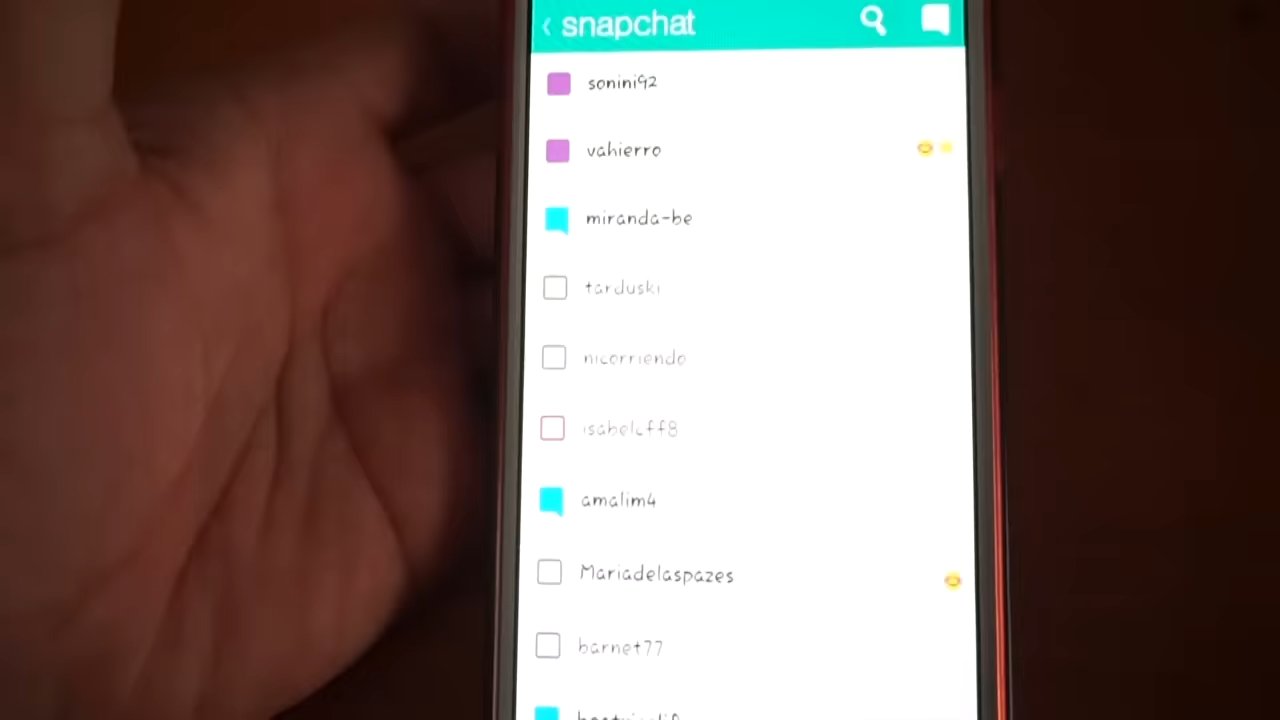 snapchat
sonini92
vahierro
miranda-be
tarduski
nicorriendo
isabelcff8
amalim4
Mariadelaspazes
barnet77